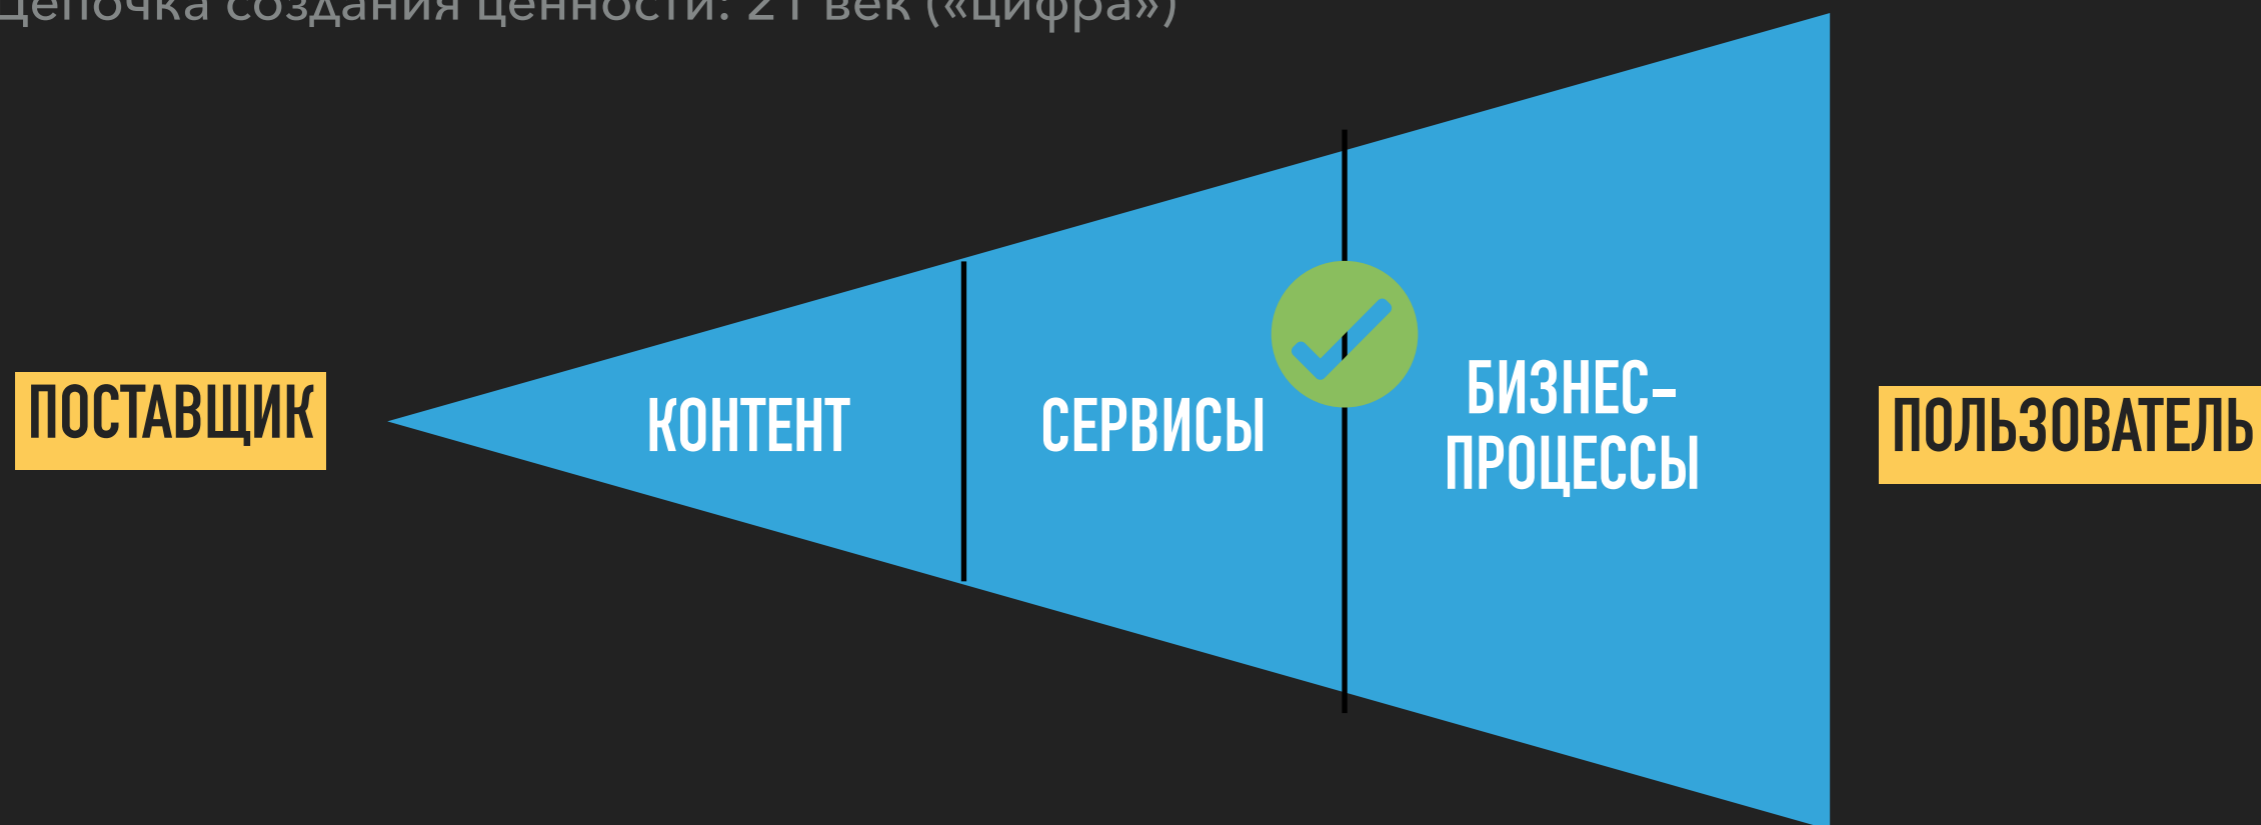 Цепочка создания ценности: 21 век («цифра»)
ПОСТАВЩИК
КОНТЕНТ
СЕРВИСЫ
БИЗНЕС-
ПРОЦЕССЫ
ПОЛЬЗОВАТЕЛЬ